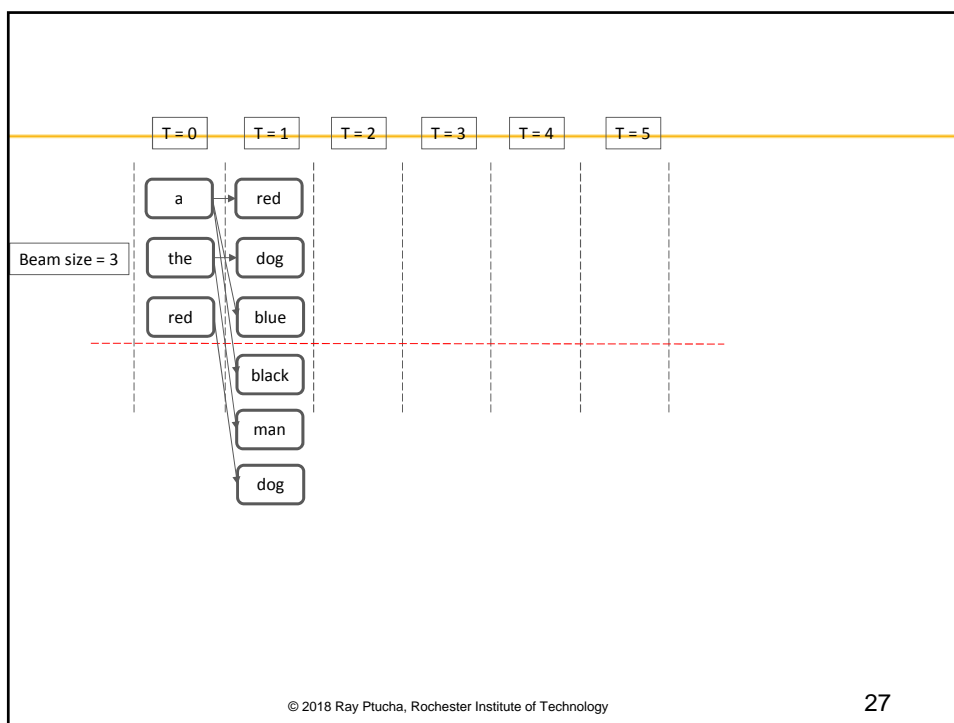 T = 0 T = 1 T = 2 T = 3 T = 4 T = 5
a red
Beam size = 3 the dog
red blue
black
man
dog
© 2018 Ray Ptucha, Rochester Institute of Technology 27